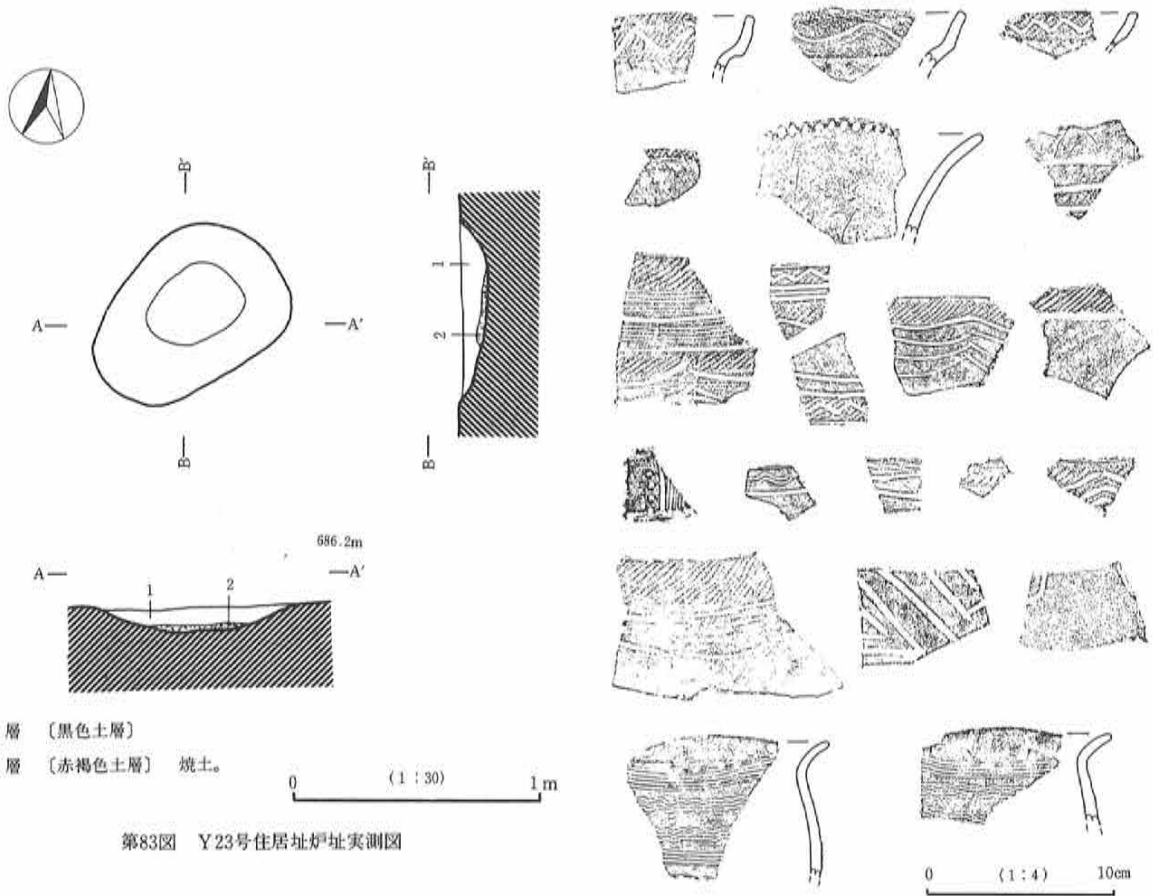 B′
B′
1
A
A′
2
B
B
686.2m
A
1
2
A′
層 〔黒色土層〕
層 〔赤褐色土層〕 焼土。
0 (1:30) 1m
第83図 Y23号住居址炉址実測図
0 (1:4) 10cm